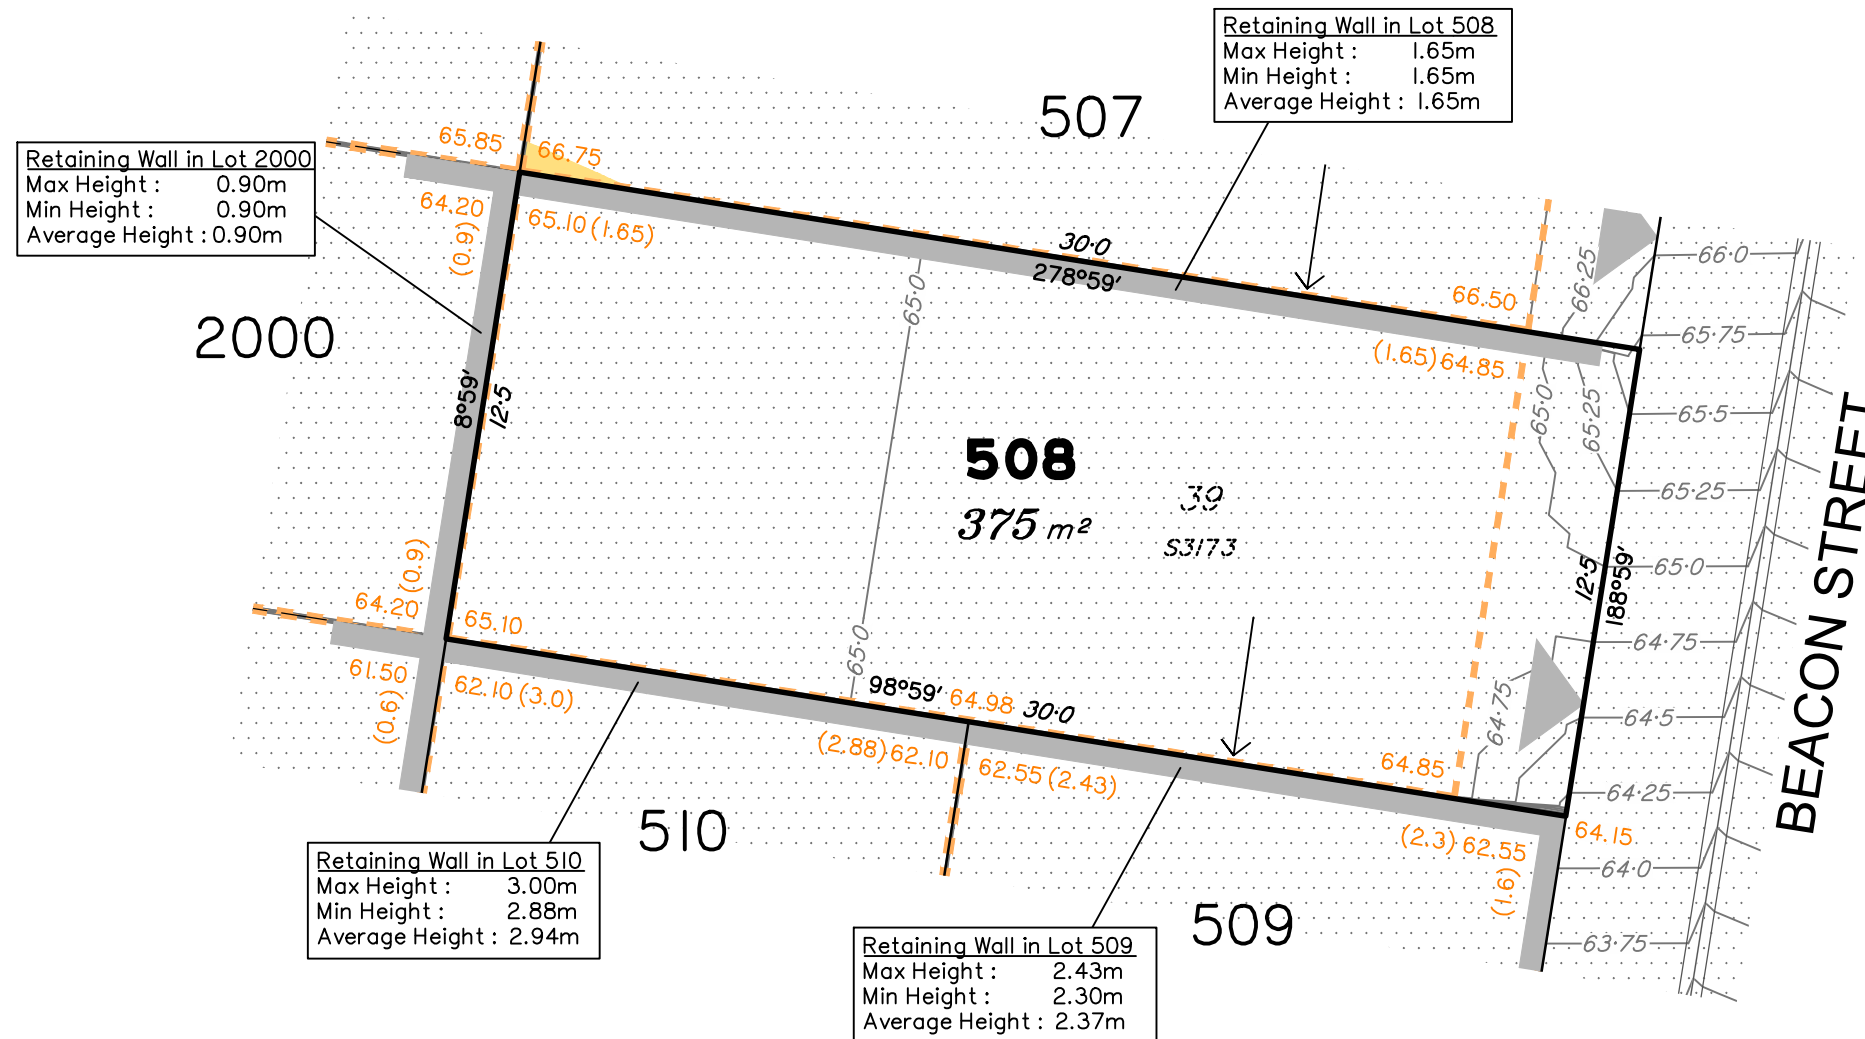 Retaining Wall in Lot 508
Max Height : 1.65m
Min Height : 1.65m
Average Height : 1.65m
507
Retaining Wall in Lot 2000
Max Height : 0.90m
Min Height : 0.90m
Average Height : 0.90m
65.85
66.75
64.20
(0.9)
65.10 (1.65)
30·0
278°59'
66.50
66·25
66·0
65·75
(1.65) 64.85
65·0
2000
8°59'
12·5
65·0
65·25
65·5
65·25
508
375 m²
39
S3173
65·0
12·5
188°59'
BEACON STREET
(0.9)
64.20
65.10
65·0
64·75
64·75
64·5
61.50
(0.6)
62.10 (3.0)
98°59'
64.98
30·0
(2.88) 62.10
62.55 (2.43)
64.85
64·25
64.15
(2.3) 62.55
(1.6)
64·0
63·75
510
509
Retaining Wall in Lot 510
Max Height : 3.00m
Min Height : 2.88m
Average Height : 2.94m
Retaining Wall in Lot 509
Max Height : 2.43m
Min Height : 2.30m
Average Height : 2.37m